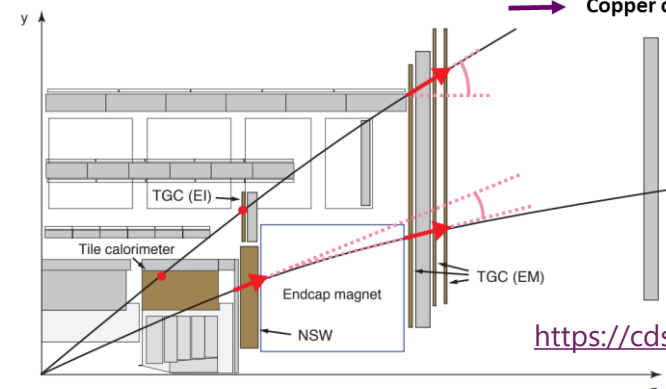 Copper
y
TGC (EI)
Tile calorimeter
Endcap magnet
TGC (EM)
NSW
https://cds